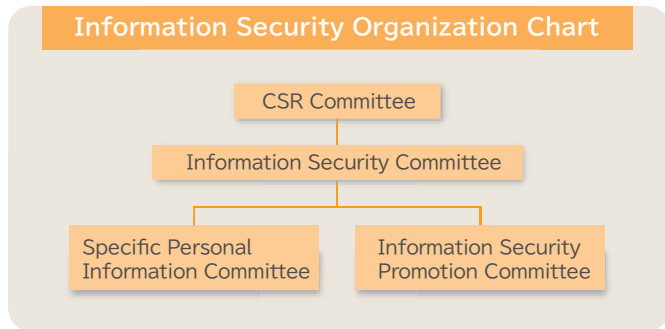 Information Security Organization Chart
CSR Committee
Information Security Committee
Specific Personal
Information Committee
Information Security
Promotion Committee